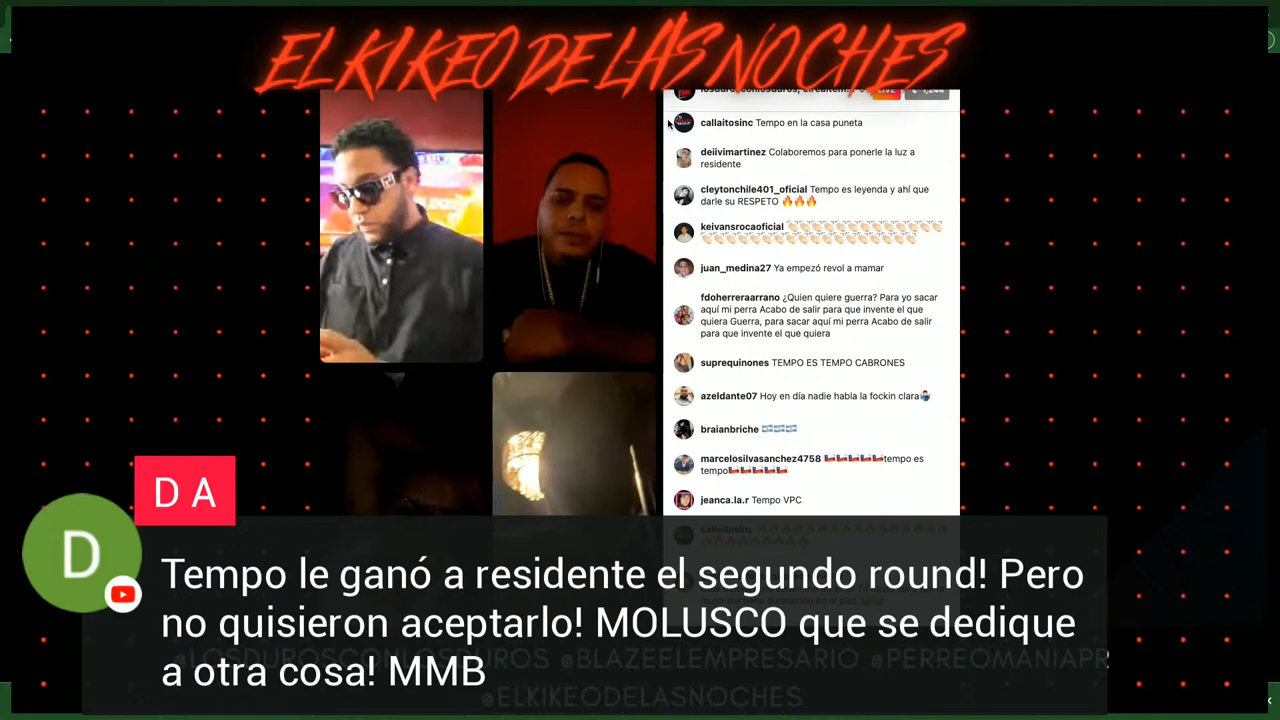 EL KIKEO DE LAS NOCHES
LIVE
callaitosinc Tempo en la casa puneta
deiivimartinez Colaboremos para ponerle la luz a
residente
cleytonchile401_oficial Tempo es leyenda y ahí que
darle su RESPETO 🔥🔥🔥
keivansrocaoficial
juan_medina27 Ya empezó revol a mamar
fdoherreraarrano ¿Quien quiere guerra? Para yo sacar
aquí mi perra Acabo de salir para que invente el que
quiera Guerra, para sacar aquí mi perra Acabo de salir
para que invente el que quiera
suprequinones TEMPO ES TEMPO CABRONES
azeldante07 Hoy en día nadie habla la fockin clara
braianbriche
marcelosilvasanchez4758 🇨🇱🇨🇱🇨🇱🇨🇱🇨🇱tempo es
tempo🇨🇱🇨🇱🇨🇱🇨🇱🇨🇱
jeanca.la.r Tempo VPC
callaitosinc
D A
D
Tempo le ganó a residente el segundo round! Pero
no quisieron aceptarlo! MOLUSCO que se dedique
a otra cosa! MMB
@LOSDUROSCONLOSDUROS @BLAZEELEMPRESARIO @PERREOMANIAPR
@ELKIKEODELASNOCHES